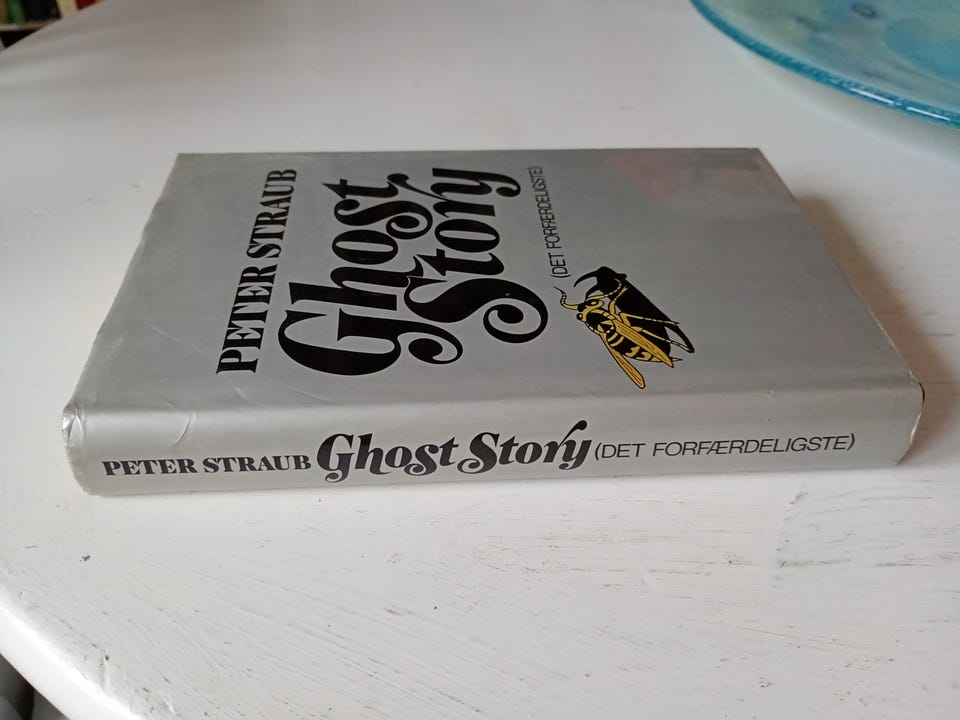 PETER STRAUB
Ghost
Story
(DET FORFÆRDELIGSTE)
PETER STRAUB Ghost Story (DET FORFÆRDELIGSTE)